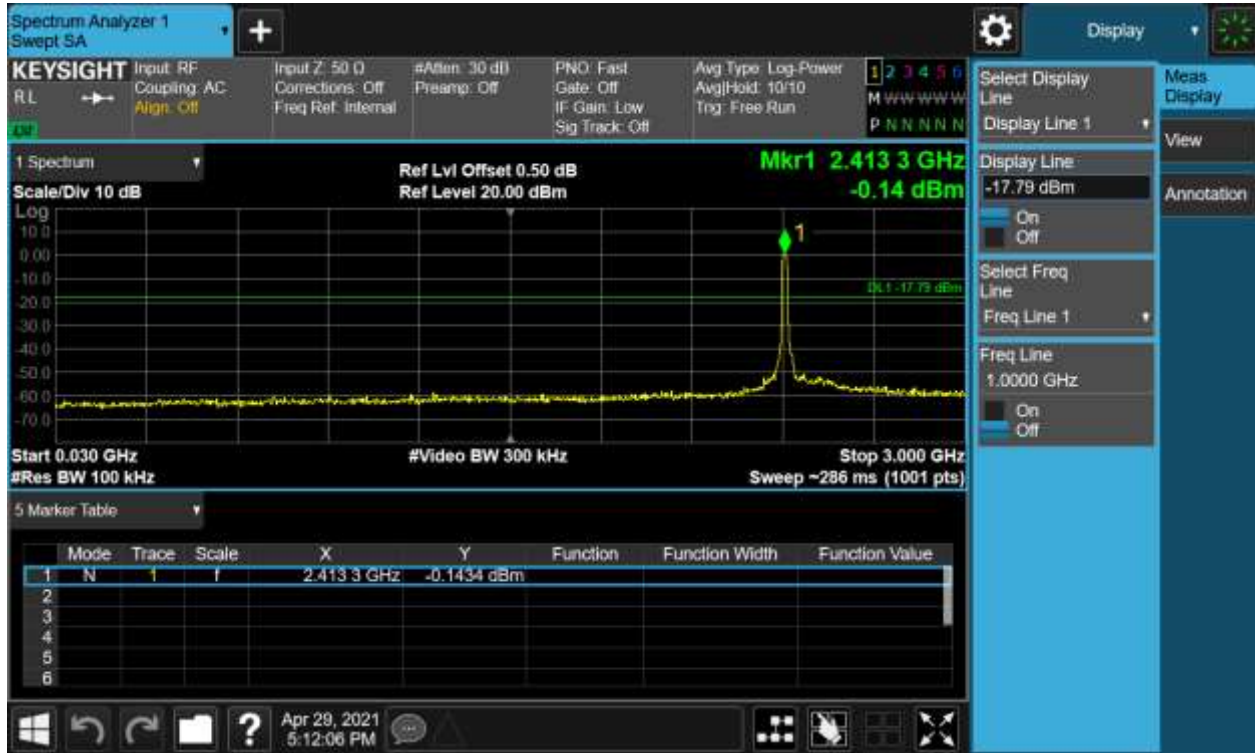 Spectrum Analyzer 1
Swept SA
+
Display
KEYSIGHT
RL
Input: RF
Coupling: AC
Align: Off
Input Z: 50 Ω
Corrections: Off
Freq Ref: Internal
#Atten: 30 dB
Preamp: Off
PNO: Fast
Gate: Off
IF Gain: Low
Sig Track: Off
Avg Type: Log-Power
Avg|Hold: 10/10
Trig: Free Run
1 2 3 4 5 6
M W W W W W
P N N N N N
1 Spectrum
Scale/Div 10 dB
Ref Lvl Offset 0.50 dB
Ref Level 20.00 dBm
Mkr1 2.413 3 GHz
-0.14 dBm
Log
10.0
0.00
-10.0
-20.0
-30.0
-40.0
-50.0
-60.0
-70.0
1
DL1 -17.79 dBm
Start 0.030 GHz
#Video BW 300 kHz
Stop 3.000 GHz
#Res BW 100 kHz
Sweep ~286 ms (1001 pts)
5 Marker Table
Mode Trace Scale X Y Function Function Width Function Value
1 N 1 f 2.413 3 GHz -0.1434 dBm
2
3
4
5
6
Apr 29, 2021
5:12:06 PM
?
Select Display
Line
Display Line 1
Display Line
-17.79 dBm
On
Off
Select Freq
Line
Freq Line 1
Freq Line
1.0000 GHz
On
Off
Meas
Display
View
Annotation